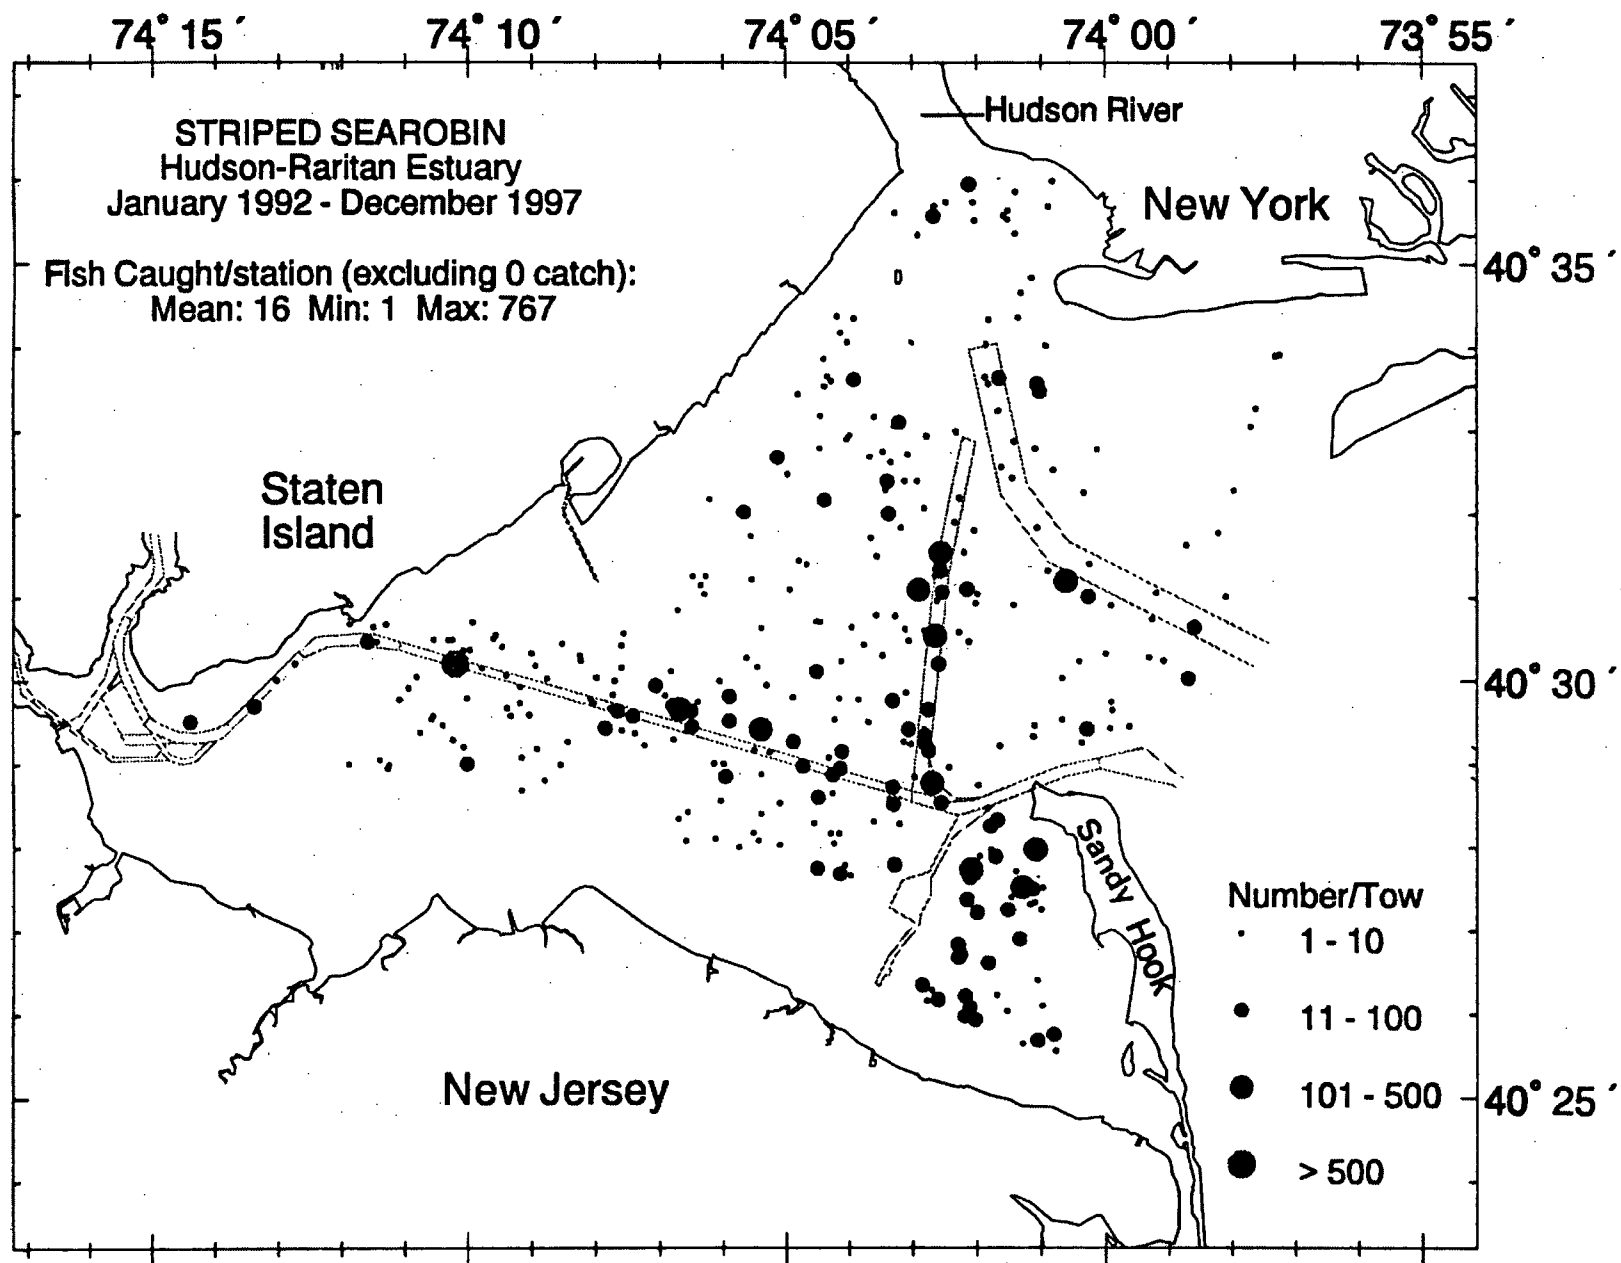 74° 15 ´ 74° 10 ´ 74° 05 ´ 74° 00 ´ 73° 55 ´
STRIPED SEAROBIN
Hudson-Raritan Estuary
January 1992 - December 1997
Fish Caught/station (excluding 0 catch):
Mean: 16 Min: 1 Max: 767
Hudson River
New York
40° 35 ´
Staten
Island
40° 30 ´
Sandy Hook
New Jersey
Number/Tow
1 - 10
11 - 100
101 - 500
> 500
40° 25 ´